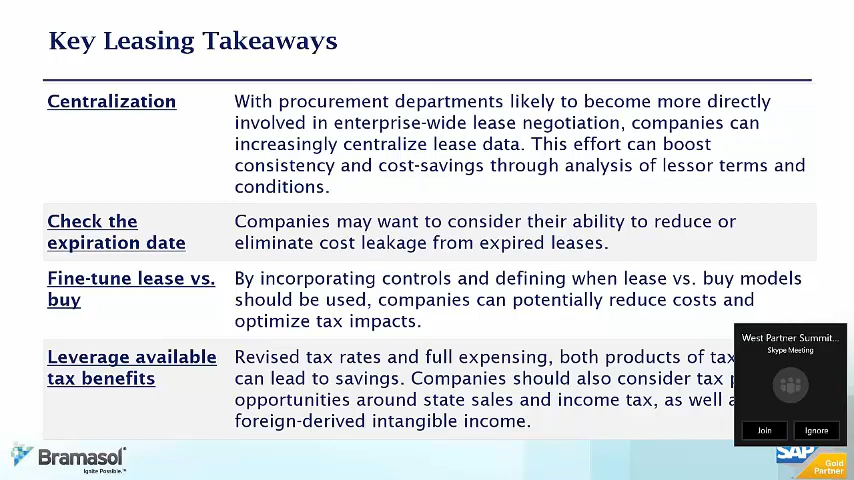 Key Leasing Takeaways
Centralization
With procurement departments likely to become more directly
involved in enterprise-wide lease negotiation, companies can
increasingly centralize lease data. This effort can boost
consistency and cost-savings through analysis of lessor terms and
conditions.
Check the
expiration date
Companies may want to consider their ability to reduce or
eliminate cost leakage from expired leases.
Fine-tune lease vs.
buy
By incorporating controls and defining when lease vs. buy models
should be used, companies can potentially reduce costs and
optimize tax impacts.
Leverage available
tax benefits
Revised tax rates and full expensing, both products of tax
can lead to savings. Companies should also consider tax
opportunities around state sales and income tax, as well
foreign-derived intangible income.
West Partner Summit...
Skype Meeting
Join
Ignore
Bramasol
Ignite Possible.™
SAP
Gold
Partner